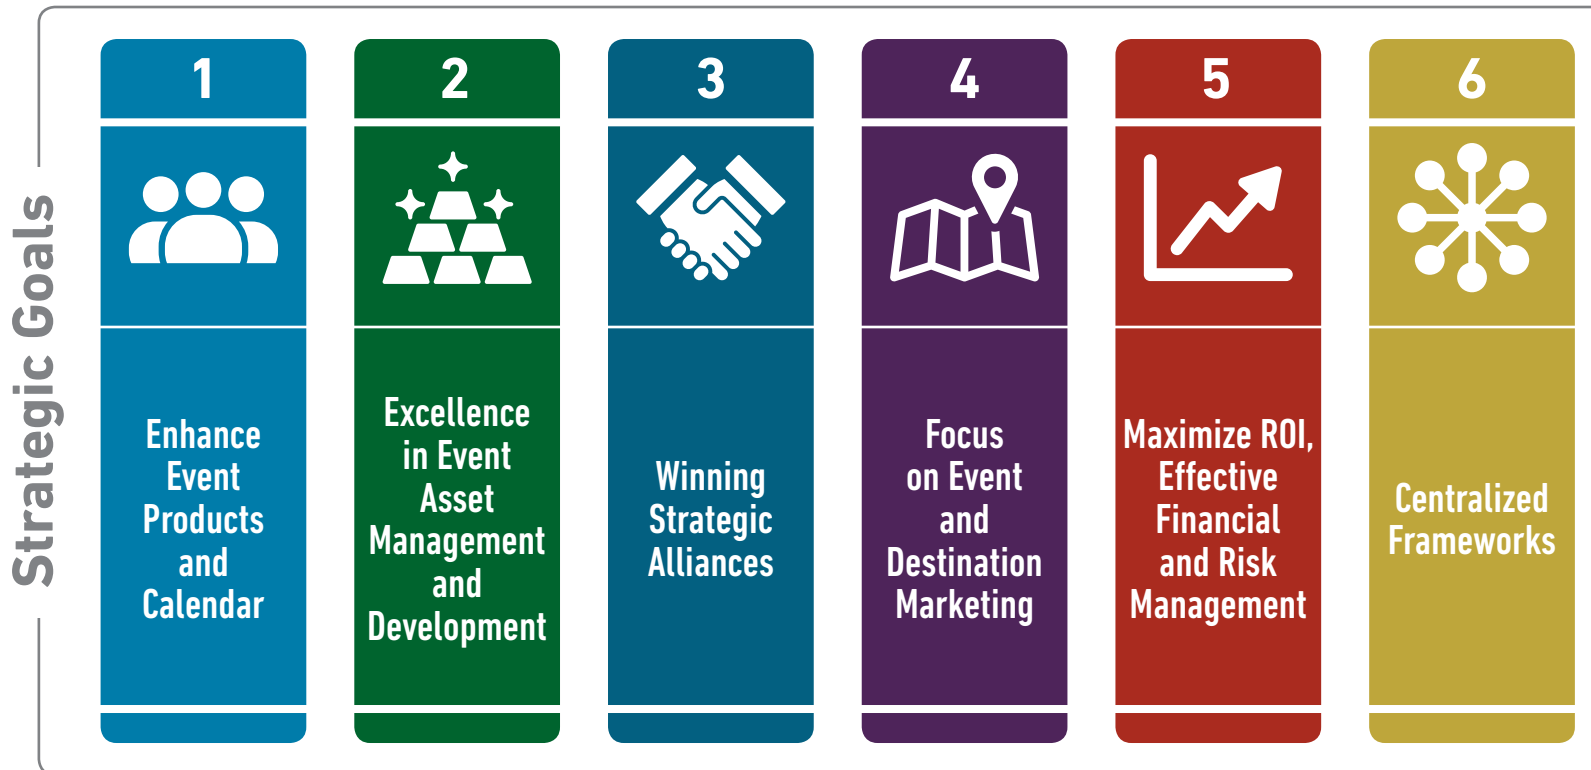 Strategic Goals
1
Enhance
Event
Products
and
Calendar
2
Excellence
in Event
Asset
Management
and
Development
3
Winning
Strategic
Alliances
4
Focus
on Event
and
Destination
Marketing
5
Maximize ROI,
Effective
Financial
and Risk
Management
6
Centralized
Frameworks